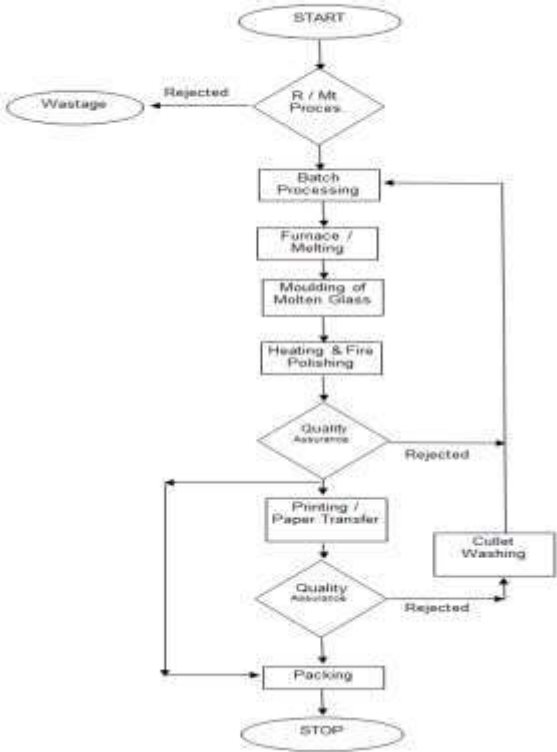 START
Rejected
Wastage
R / Mt.
Proces.
Batch
Processing
Furnace /
Melting
Moulding of
Molten Glass
Heating & Fire
Polishing
Quality
Assurance
Rejected
Printing /
Paper Transfer
Cullet
Washing
Quality
Assurance
Rejected
Packing
STOP